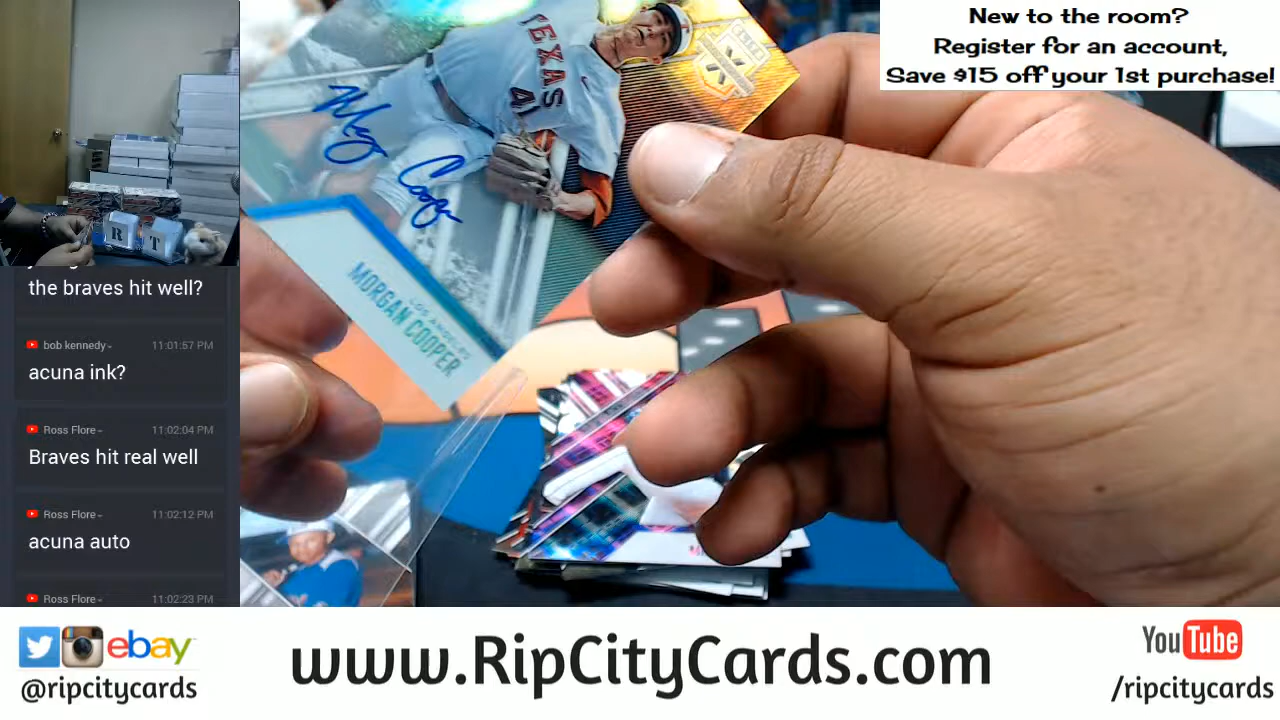 New to the room?
Register for an account,
Save $15 off your 1st purchase!
TEXAS
41
Morgan Cooper
LOS ANGELES
MORGAN COOPER
R
T
the braves hit well?
bob kennedy
11:01:57 PM
acuna ink?
Ross Flore
11:02:04 PM
Braves hit real well
Ross Flore
11:02:12 PM
acuna auto
Ross Flore
11:02:23 PM
ebay
@ripcitycards
www.RipCityCards.com
YouTube
/ripcitycards